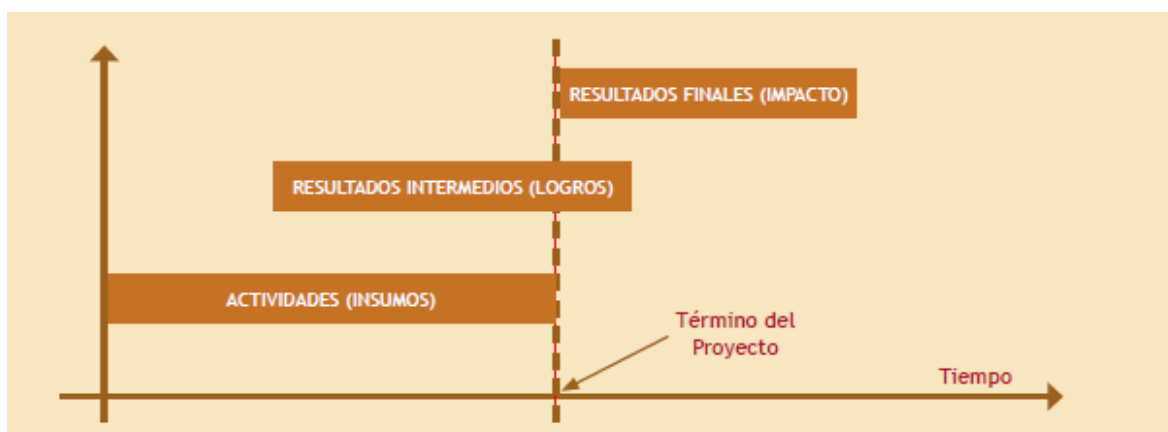 RESULTADOS FINALES (IMPACTO)
RESULTADOS INTERMEDIOS (LOGROS)
ACTIVIDADES (INSUMOS)
Término del
Proyecto
Tiempo